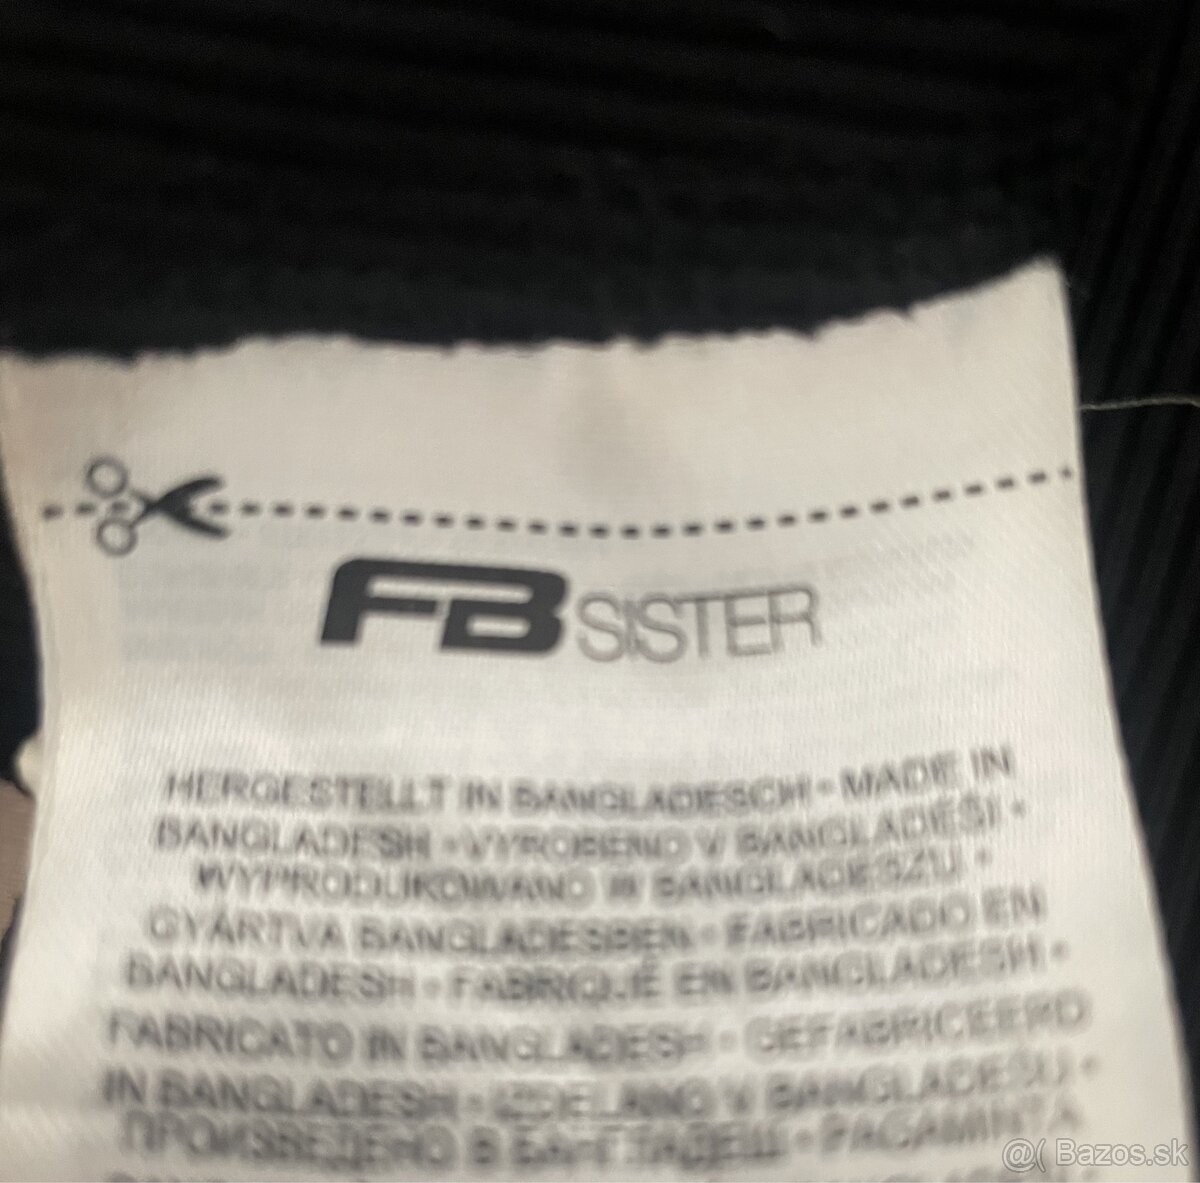 FB SISTER
HERGESTELLT IN BANGLADESCH • MADE IN
BANGLADESH • VYROBENO V BANGLADÉŠI •
WYPRODUKOWANO W BANGLADESZU •
GYÁRTVA BANGLADESBEN • FABRICADO EN
BANGLADESH • FABRIQUÉ EN BANGLADESH •
FABRICATO IN BANGLADESH • GEFABRICEERD
IN BANGLADESH • IZDELANO V BANGLADEŠU •
ПРОИЗВЕДЕНО В БАНГЛАДЕШ • PAGAMINTA
@( Bazos.sk